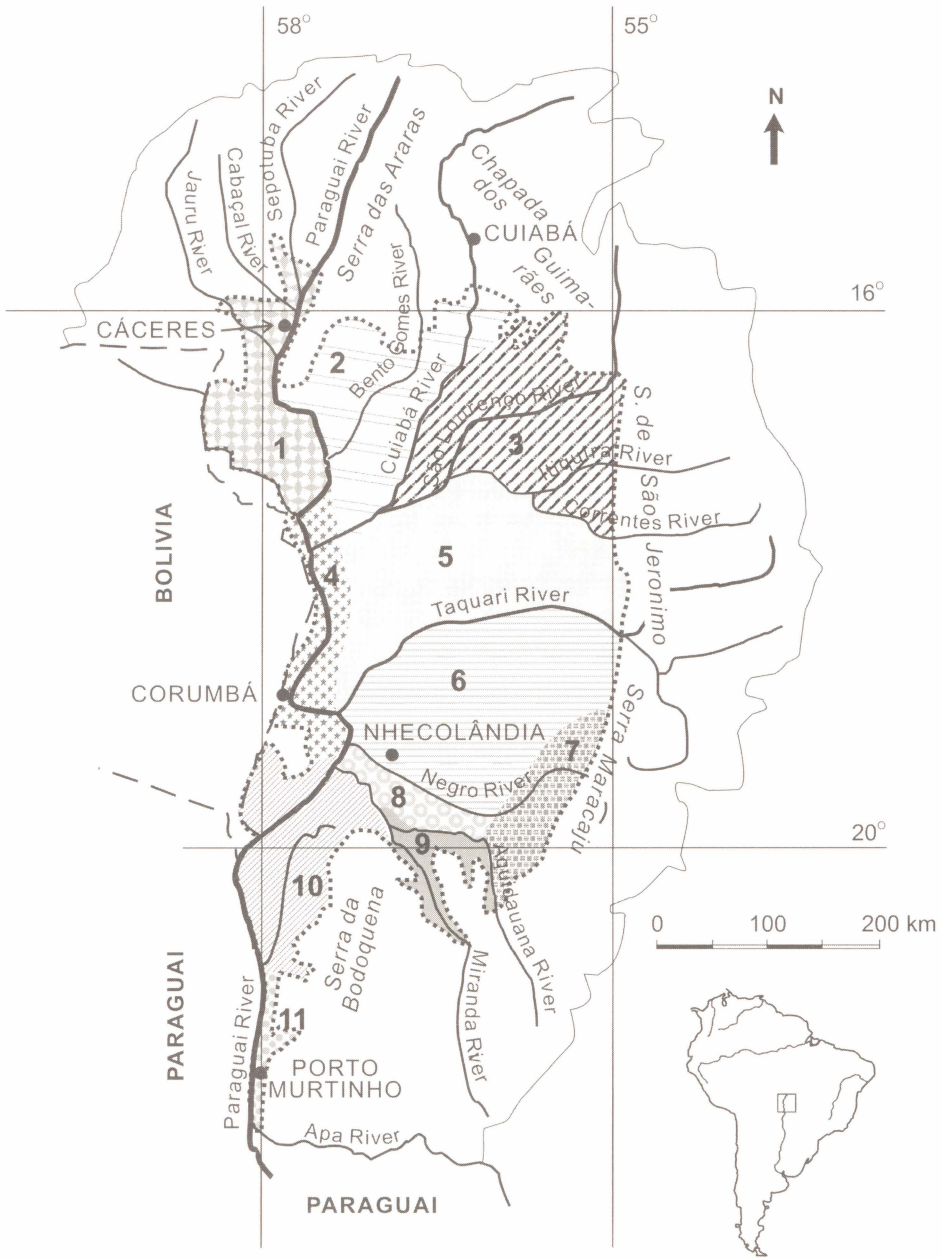 58°
55°
N
Jauru River
Cabaçal River
Sepotuba River
Paraguai River
Serra das Araras
Chapada
dos
Guima-
rães
CUIABÁ
16°
CÁCERES
2
Bento Gomes River
Cuiabá River
São Lourenço River
3
Itiquira River
Correntes River
S. de São Jeronimo
1
BOLIVIA
4
5
Taquari River
6
CORUMBÁ
NHECOLÂNDIA
7
Negro River
8
Serra Maracaju
9
20°
10
Aquidauana River
Serra da
Bodoquena
Miranda River
0 100 200 km
PARAGUAI
Paraguai River
11
PORTO
MURTINHO
Apa River
PARAGUAI